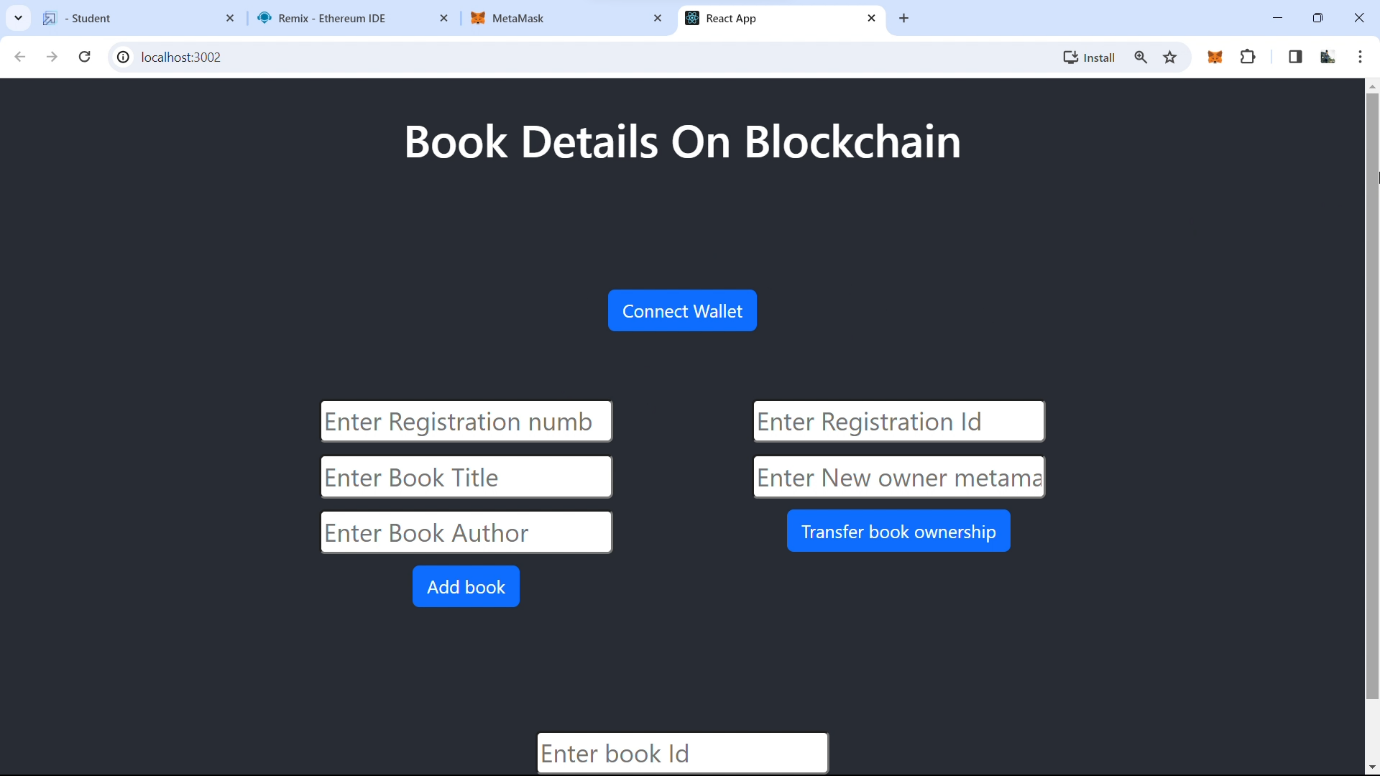 - Student
Remix - Ethereum IDE
MetaMask
React App
localhost:3002
Install
Book Details On Blockchain
Connect Wallet
Enter Registration numb
Enter Registration Id
Enter Book Title
Enter New owner metama
Enter Book Author
Transfer book ownership
Add book
Enter book Id